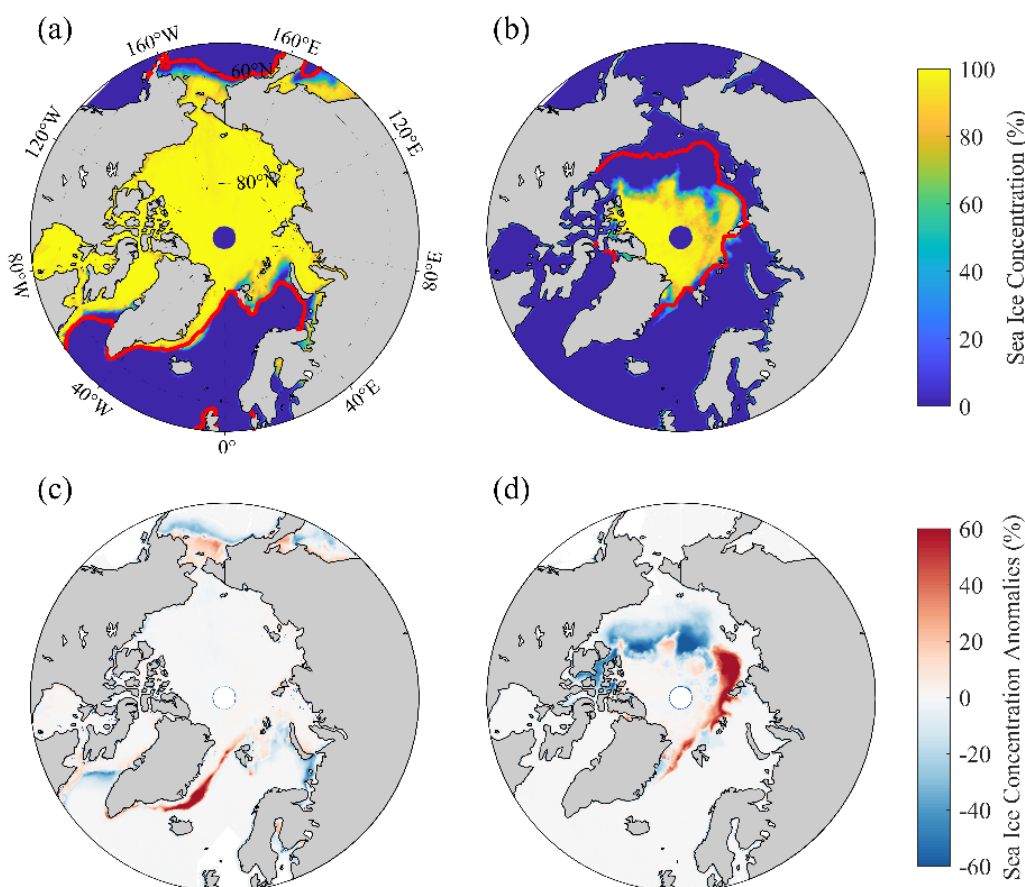 (a)
160°W
160°E
60°N
120°W
120°E
80°N
80°W
80°E
40°W
40°E
0°
(b)
100
80
60
40
20
0
Sea Ice Concentration (%)
(c)
(d)
60
40
20
0
-20
-40
-60
Sea Ice Concentration Anomalies (%)